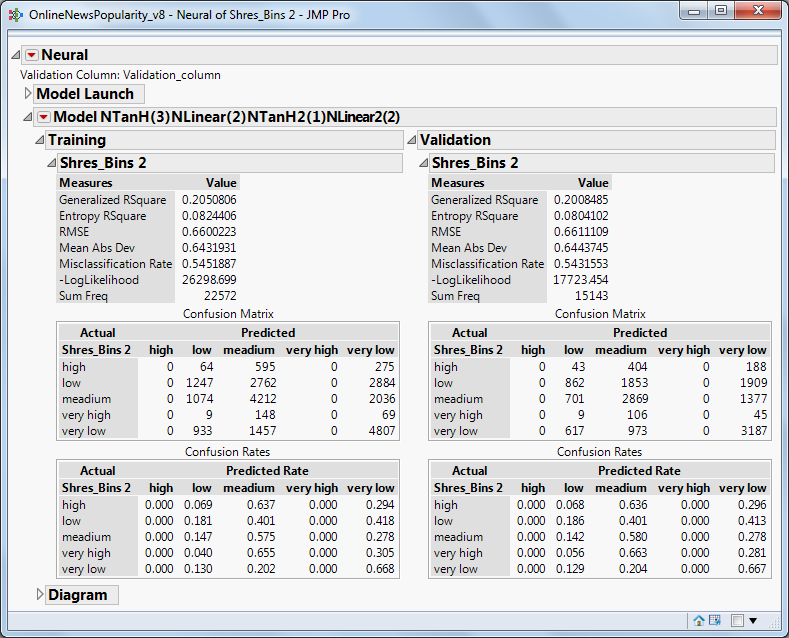 OnlineNewsPopularity_v8 - Neural of Shres_Bins 2 - JMP Pro
Neural
Validation Column: Validation_column
Model Launch
Model NTanH(3)NLinear(2)NTanH2(1)NLinear2(2)
Training
Shres_Bins 2
Measures Value
Generalized RSquare 0.2050806
Entropy RSquare 0.0824406
RMSE 0.6600223
Mean Abs Dev 0.6431931
Misclassification Rate 0.5451887
-LogLikelihood 26298.699
Sum Freq 22572
Confusion Matrix
Actual Predicted
Shres_Bins 2 high low meadium very high very low
high 0 64 595 0 275
low 0 1247 2762 0 2884
meadium 0 1074 4212 0 2036
very high 0 9 148 0 69
very low 0 933 1457 0 4807
Confusion Rates
Actual Predicted Rate
Shres_Bins 2 high low meadium very high very low
high 0.000 0.069 0.637 0.000 0.294
low 0.000 0.181 0.401 0.000 0.418
meadium 0.000 0.147 0.575 0.000 0.278
very high 0.000 0.040 0.655 0.000 0.305
very low 0.000 0.130 0.202 0.000 0.668
Validation
Shres_Bins 2
Measures Value
Generalized RSquare 0.2008485
Entropy RSquare 0.0804102
RMSE 0.6611109
Mean Abs Dev 0.6443745
Misclassification Rate 0.5431553
-LogLikelihood 17723.454
Sum Freq 15143
Confusion Matrix
Actual Predicted
Shres_Bins 2 high low meadium very high very low
high 0 43 404 0 188
low 0 862 1853 0 1909
meadium 0 701 2869 0 1377
very high 0 9 106 0 45
very low 0 617 973 0 3187
Confusion Rates
Actual Predicted Rate
Shres_Bins 2 high low meadium very high very low
high 0.000 0.068 0.636 0.000 0.296
low 0.000 0.186 0.401 0.000 0.413
meadium 0.000 0.142 0.580 0.000 0.278
very high 0.000 0.056 0.663 0.000 0.281
very low 0.000 0.129 0.204 0.000 0.667
Diagram